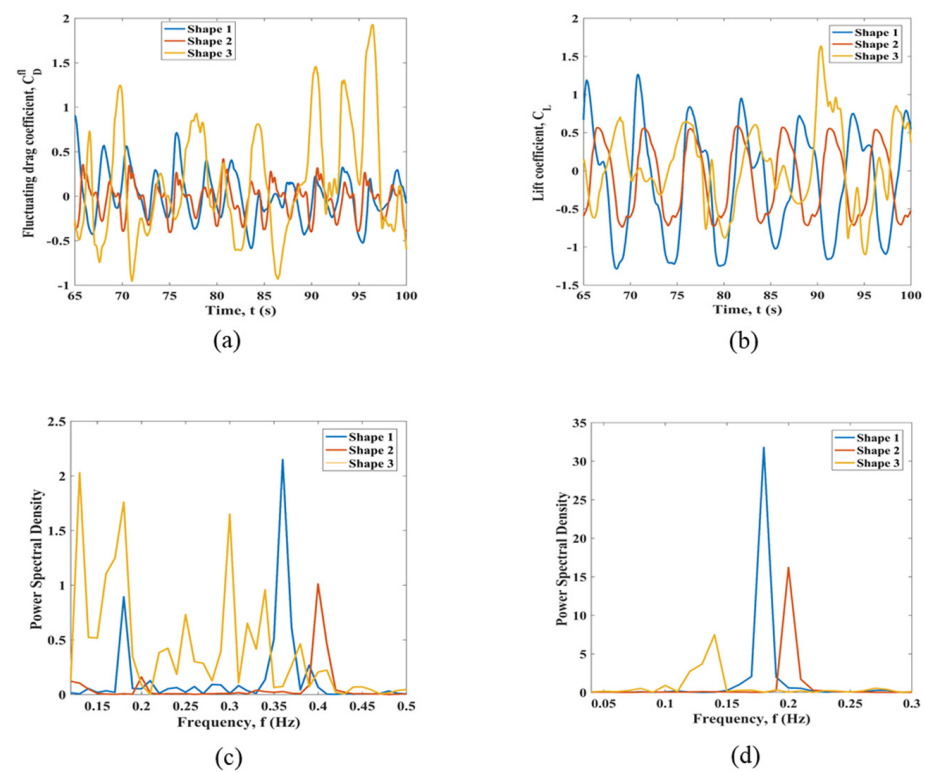 2
1.5
1
0.5
0
-0.5
-1
65 70 75 80 85 90 95 100
Fluctuating drag coefficient, C_D^fl
Time, t (s)
Shape 1
Shape 2
Shape 3
(a)
2
1.5
1
0.5
0
-0.5
-1
-1.5
65 70 75 80 85 90 95 100
Lift coefficient, C_L
Time, t (s)
Shape 1
Shape 2
Shape 3
(b)
2.5
2
1.5
1
0.5
0
0.15 0.2 0.25 0.3 0.35 0.4 0.45 0.5
Power Spectral Density
Frequency, f (Hz)
Shape 1
Shape 2
Shape 3
(c)
35
30
25
20
15
10
5
0
0.05 0.1 0.15 0.2 0.25 0.3
Power Spectral Density
Frequency, f (Hz)
Shape 1
Shape 2
Shape 3
(d)